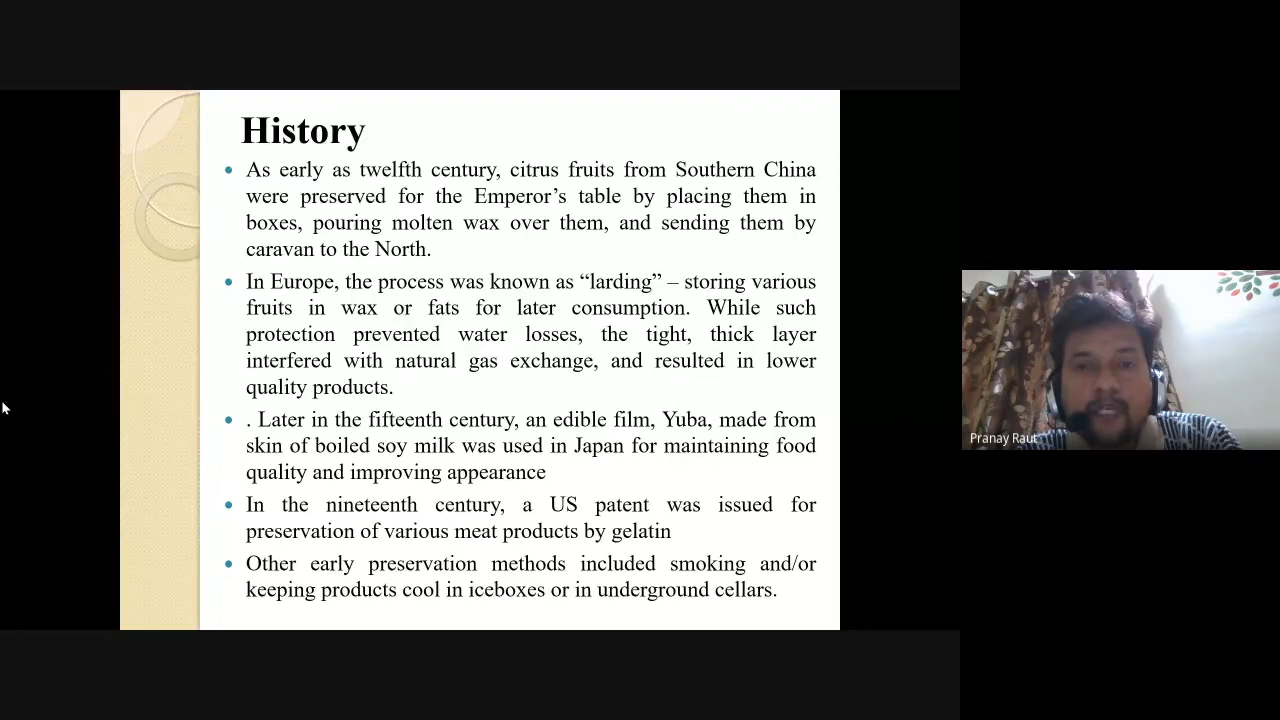 History
• As early as twelfth century, citrus fruits from Southern China
were preserved for the Emperor’s table by placing them in
boxes, pouring molten wax over them, and sending them by
caravan to the North.
• In Europe, the process was known as “larding” – storing various
fruits in wax or fats for later consumption. While such
protection prevented water losses, the tight, thick layer
interfered with natural gas exchange, and resulted in lower
quality products.
• . Later in the fifteenth century, an edible film, Yuba, made from
skin of boiled soy milk was used in Japan for maintaining food
quality and improving appearance
• In the nineteenth century, a US patent was issued for
preservation of various meat products by gelatin
• Other early preservation methods included smoking and/or
keeping products cool in iceboxes or in underground cellars.
Pranay Raut